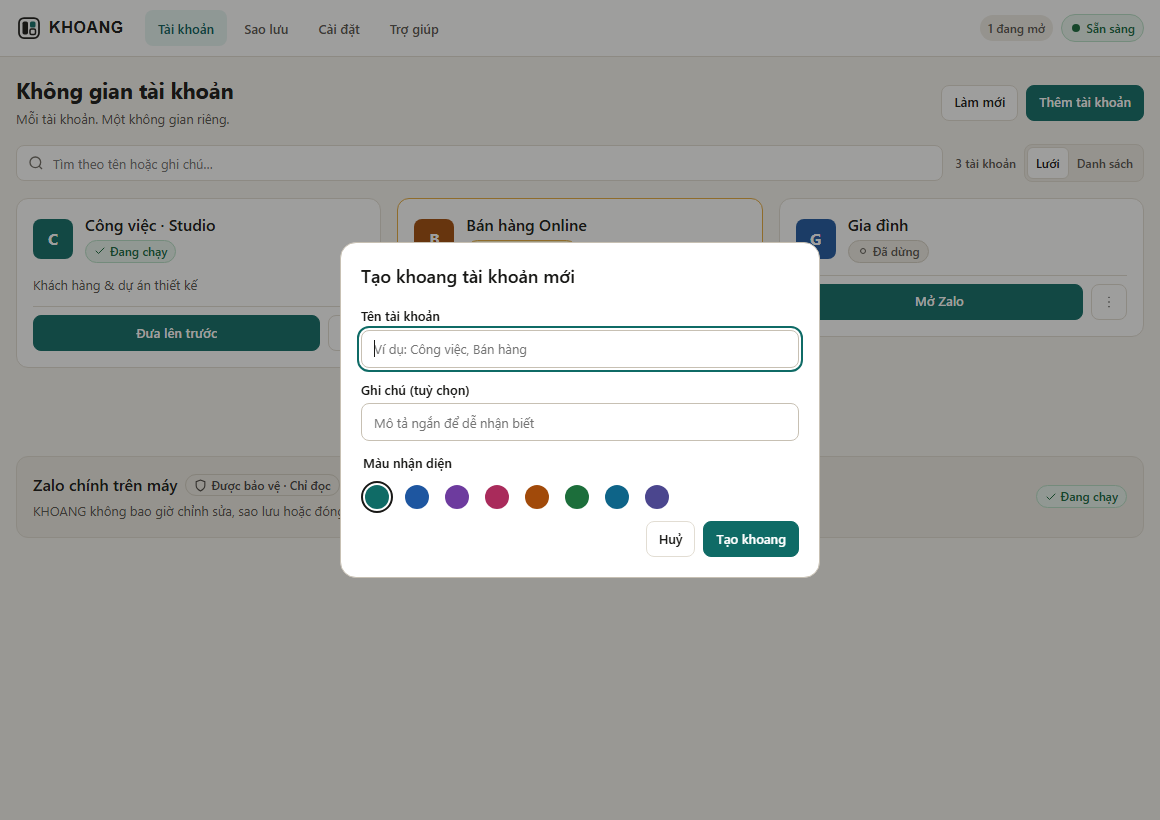 KHOANG
Tài khoản
Sao lưu
Cài đặt
Trợ giúp
1 đang mở
Sẵn sàng
Không gian tài khoản
Mỗi tài khoản. Một không gian riêng.
Làm mới
Thêm tài khoản
Tìm theo tên hoặc ghi chú...
3 tài khoản
Lưới
Danh sách
C
Công việc · Studio
Đang chạy
Khách hàng & dự án thiết kế
Đưa lên trước
B
Bán hàng Online
G
Gia đình
Đã dừng
Mở Zalo
Tạo khoang tài khoản mới
Tên tài khoản
Ví dụ: Công việc, Bán hàng
Ghi chú (tuỳ chọn)
Mô tả ngắn để dễ nhận biết
Màu nhận diện
Huỷ
Tạo khoang
Zalo chính trên máy
Được bảo vệ · Chỉ đọc
KHOANG không bao giờ chỉnh sửa, sao lưu hoặc đóng
Đang chạy